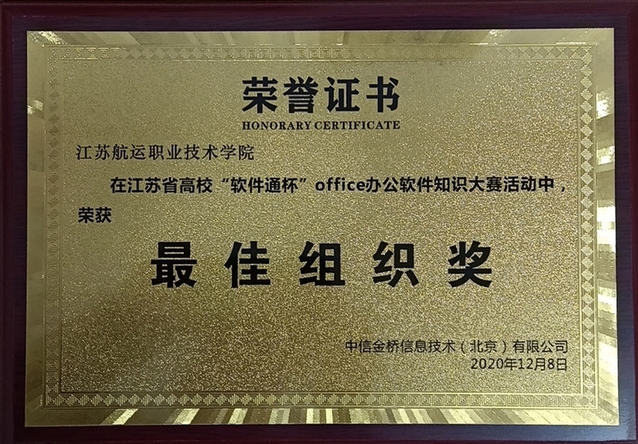 荣誉证书
HONORARY CERTIFICATE
江苏航运职业技术学院
在江苏省高校“软件通杯”office办公软件知识大赛活动中，
荣获
最佳组织奖
中信金桥信息技术（北京）有限公司
2020年12月8日